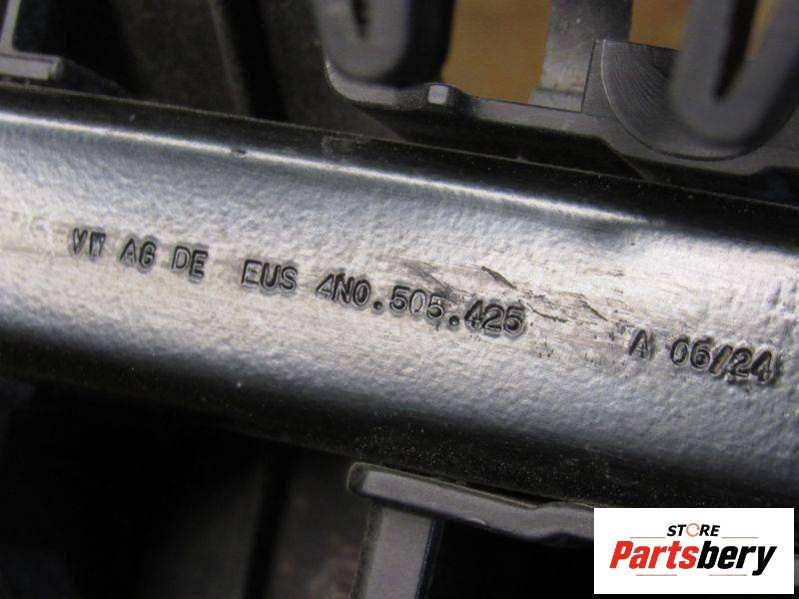 VW AG DE EUS 4N0.505.425 A 06/24
STORE
Partsbery